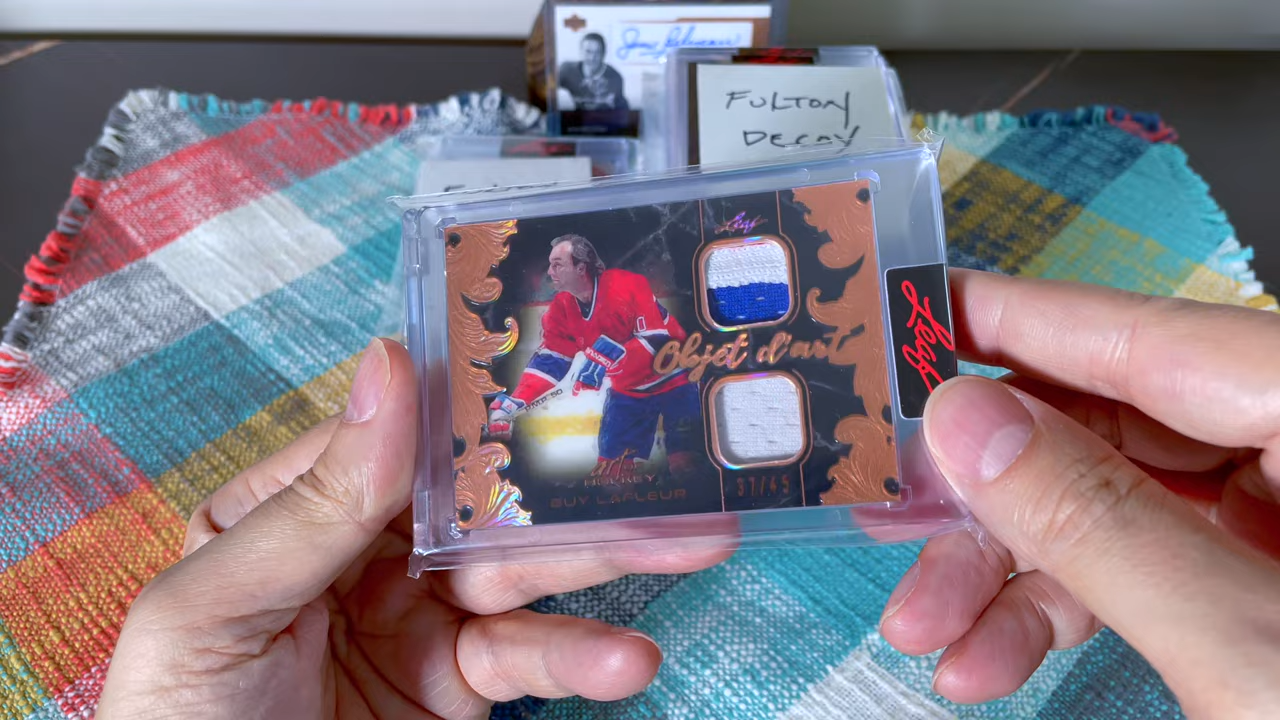 FULTON
DECAY
Leaf
Objet d'art
HOCKEY
GUY LAFLEUR
37/45
Leaf